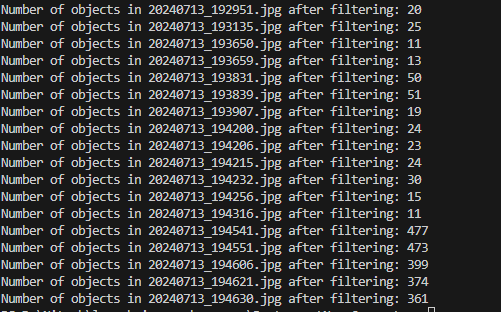 Number of objects in 20240713_192951.jpg after filtering: 20
Number of objects in 20240713_193135.jpg after filtering: 25
Number of objects in 20240713_193650.jpg after filtering: 11
Number of objects in 20240713_193659.jpg after filtering: 13
Number of objects in 20240713_193831.jpg after filtering: 50
Number of objects in 20240713_193839.jpg after filtering: 51
Number of objects in 20240713_193907.jpg after filtering: 19
Number of objects in 20240713_194200.jpg after filtering: 24
Number of objects in 20240713_194206.jpg after filtering: 23
Number of objects in 20240713_194215.jpg after filtering: 24
Number of objects in 20240713_194232.jpg after filtering: 30
Number of objects in 20240713_194256.jpg after filtering: 15
Number of objects in 20240713_194316.jpg after filtering: 11
Number of objects in 20240713_194541.jpg after filtering: 477
Number of objects in 20240713_194551.jpg after filtering: 473
Number of objects in 20240713_194606.jpg after filtering: 399
Number of objects in 20240713_194621.jpg after filtering: 374
Number of objects in 20240713_194630.jpg after filtering: 361